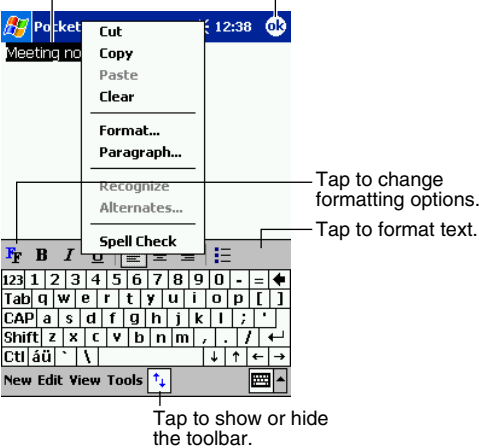 Pocket 12:38 ok
Meeting no
Cut
Copy
Paste
Clear
Format...
Paragraph...
Recognize
Alternates...
Spell Check
Tap to change
formatting options.
Tap to format text.
FF B I U
123 1 2 3 4 5 6 7 8 9 0 - =
Tab q w e r t y u i o p [ ]
CAP a s d f g h j k l ; '
Shift z x c v b n m , . /
Ctl áü ` \
New Edit View Tools
Tap to show or hide
the toolbar.